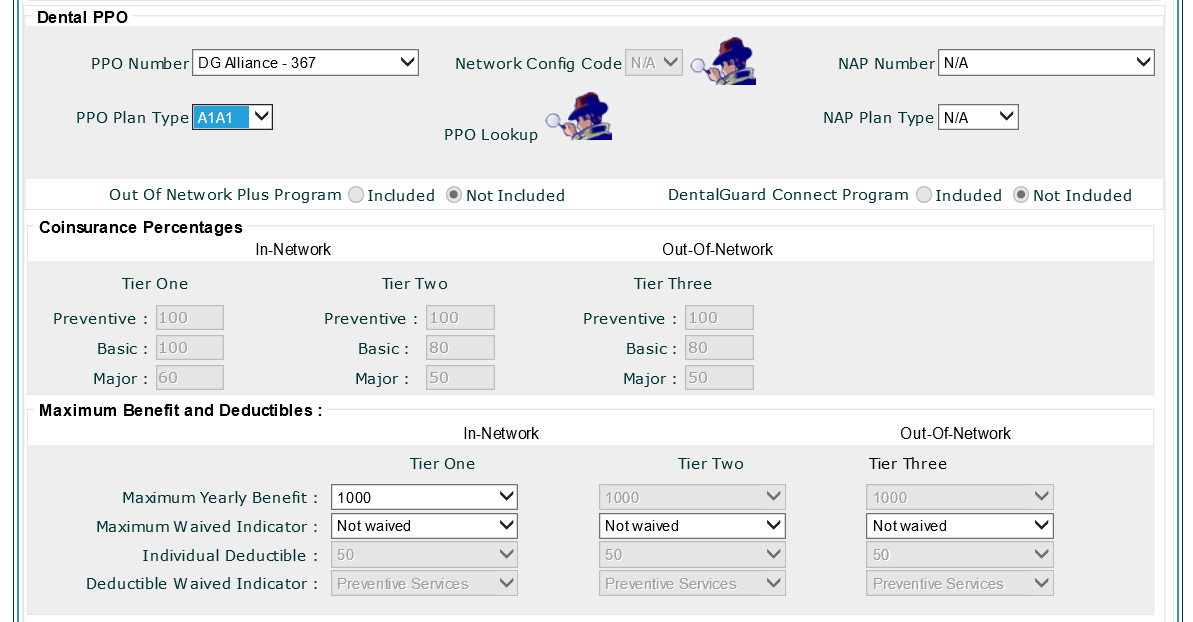 Dental PPO
PPO Number DG Alliance - 367 Network Config Code N/A NAP Number N/A
PPO Plan Type A1A1 PPO Lookup NAP Plan Type N/A
Out Of Network Plus Program Included Not Included DentalGuard Connect Program Included Not Included
Coinsurance Percentages
In-Network Out-Of-Network
Tier One Tier Two Tier Three
Preventive : 100 Preventive : 100 Preventive : 100
Basic : 100 Basic : 80 Basic : 80
Major : 60 Major : 50 Major : 50
Maximum Benefit and Deductibles :
In-Network Out-Of-Network
Tier One Tier Two Tier Three
Maximum Yearly Benefit : 1000 1000 1000
Maximum Waived Indicator : Not waived Not waived Not waived
Individual Deductible : 50 50 50
Deductible Waived Indicator : Preventive Services Preventive Services Preventive Services